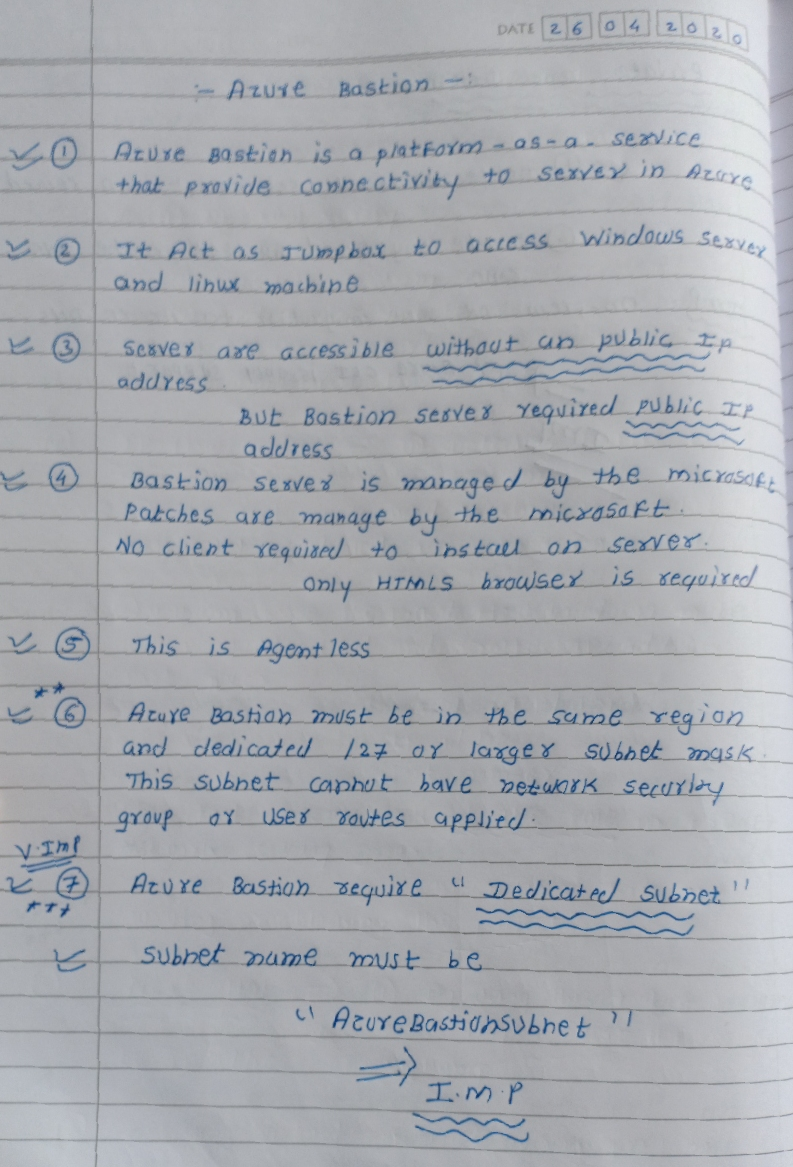 DATE 26 04 2020
:- Azure Bastion -:
① Azure Bastion is a platform-as-a-service
that provide connectivity to server in Azure
② It Act as Jumpbox to access Windows server
and linux machine
③ server are accessible without an public Ip
address.
But Bastion server required public IP
address
④ Bastion server is managed by the microsoft
Patches are manage by the microsoft.
No client required to install on server.
only HTML5 browser is required
⑤ This is Agentless
**
⑥ Azure Bastion must be in the same region
and dedicated /27 or larger subnet mask.
This subnet cannot have network security
group or user routes applied.
V.Imp
⑦ Azure Bastion require "Dedicated subnet"
***
subnet name must be
"AzureBastionSubnet"
⇒
I.M.P